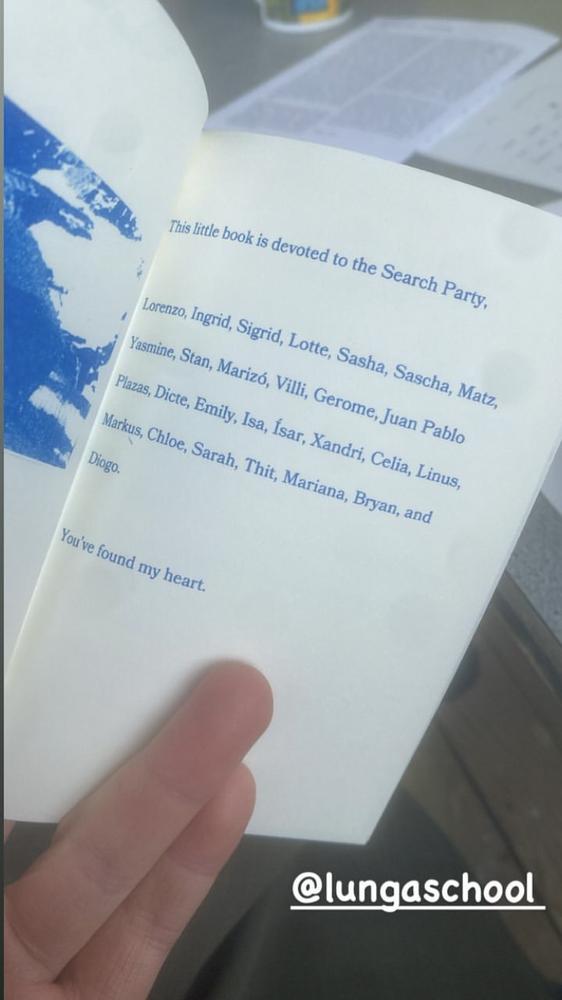 This little book is devoted to the Search Party,
Lorenzo, Ingrid, Sigrid, Lotte, Sasha, Sascha, Matz,
Yasmine, Stan, Marizó, Villi, Gerome, Juan Pablo
Plazas, Dicte, Emily, Isa, Ísar, Xandri, Celia, Linus,
Markus, Chloe, Sarah, Thit, Mariana, Bryan, and
Diogo.
You've found my heart.
@lungaschool